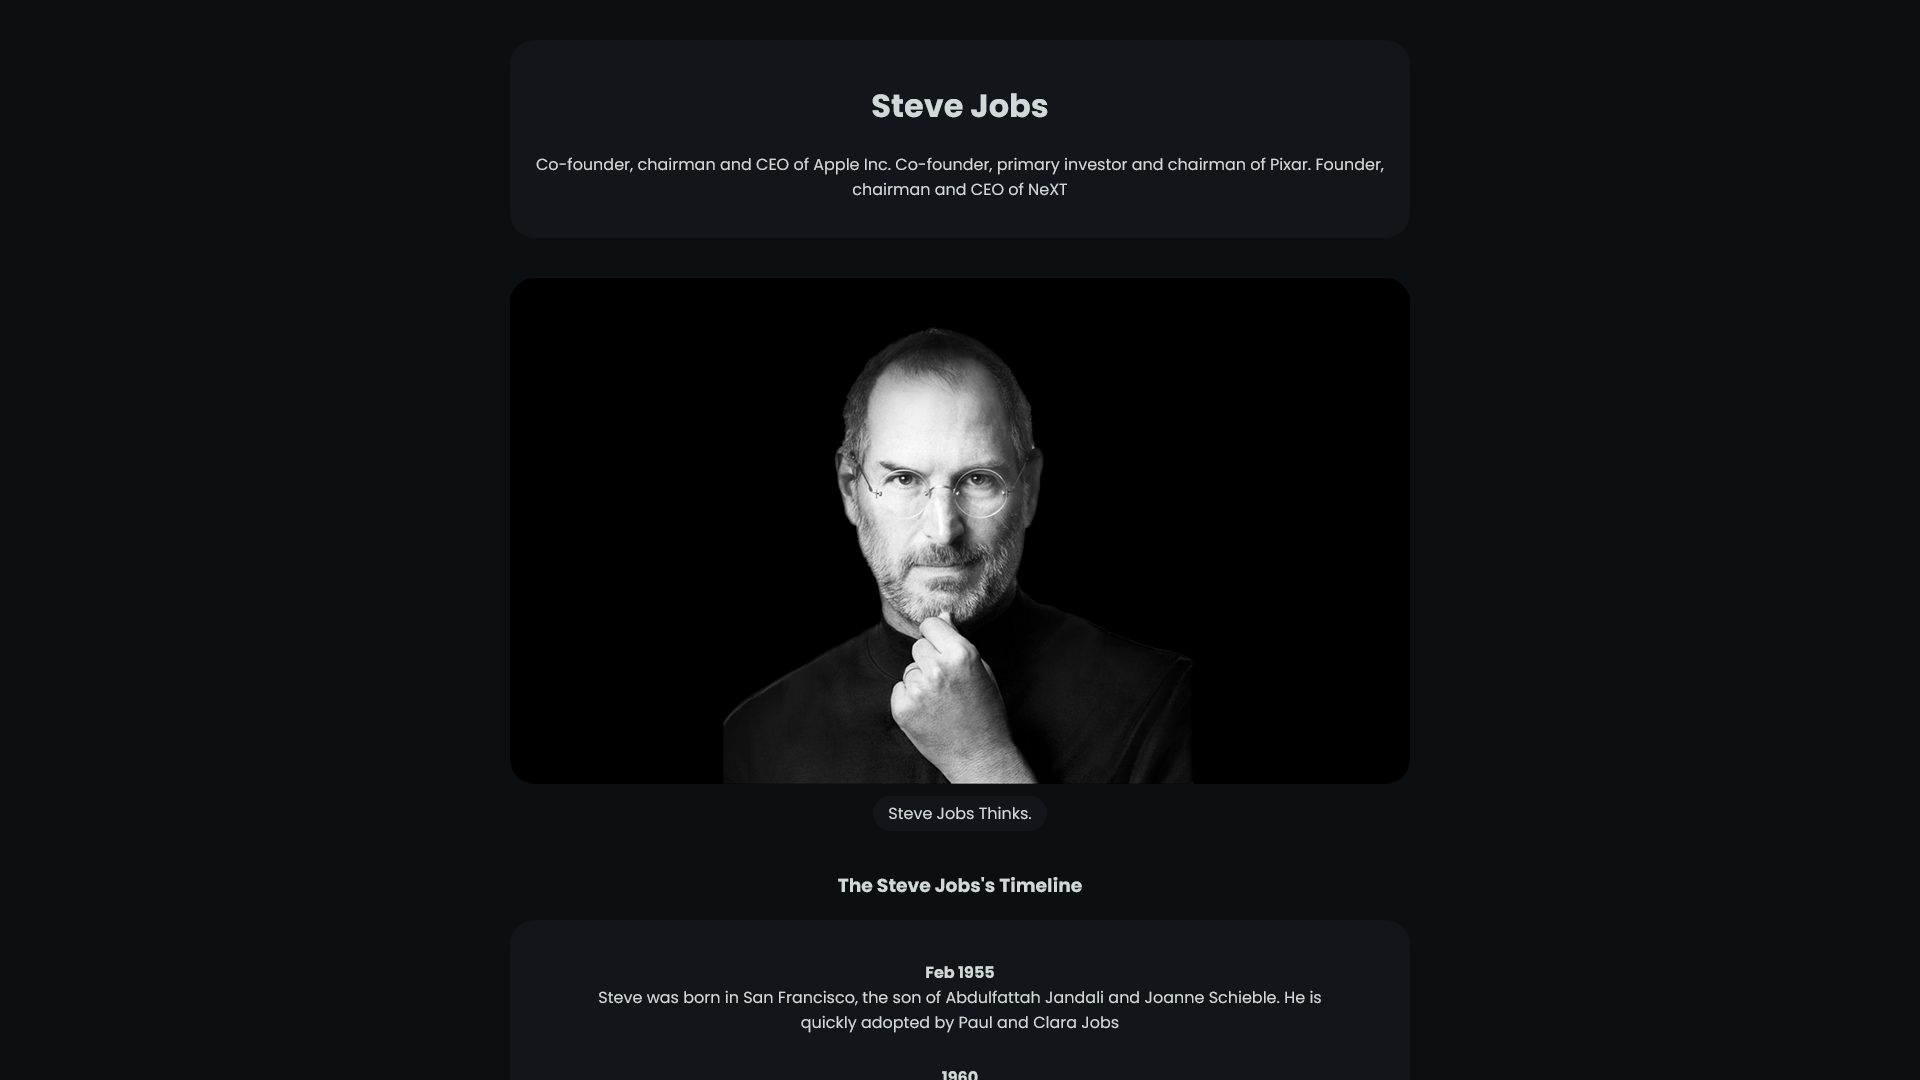 Steve Jobs
Co-founder, chairman and CEO of Apple Inc. Co-founder, primary investor and chairman of Pixar. Founder,
chairman and CEO of NeXT
Steve Jobs Thinks.
The Steve Jobs's Timeline
Feb 1955
Steve was born in San Francisco, the son of Abdulfattah Jandali and Joanne Schieble. He is
quickly adopted by Paul and Clara Jobs
1960